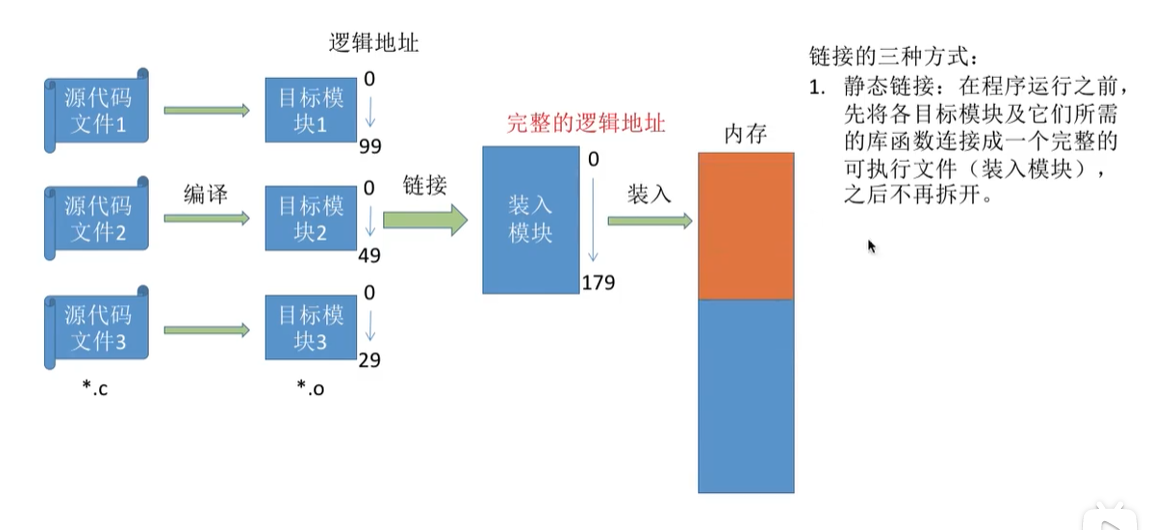 逻辑地址
源代码
文件1
目标模
块1
0
99
源代码
文件2
编译
目标模
块2
0
49
链接
源代码
文件3
目标模
块3
0
29
*.c
*.o
完整的逻辑地址
装入
模块
0
179
装入
内存
链接的三种方式：
1. 静态链接：在程序运行之前，
先将各目标模块及它们所需
的库函数连接成一个完整的
可执行文件（装入模块），
之后不再拆开。